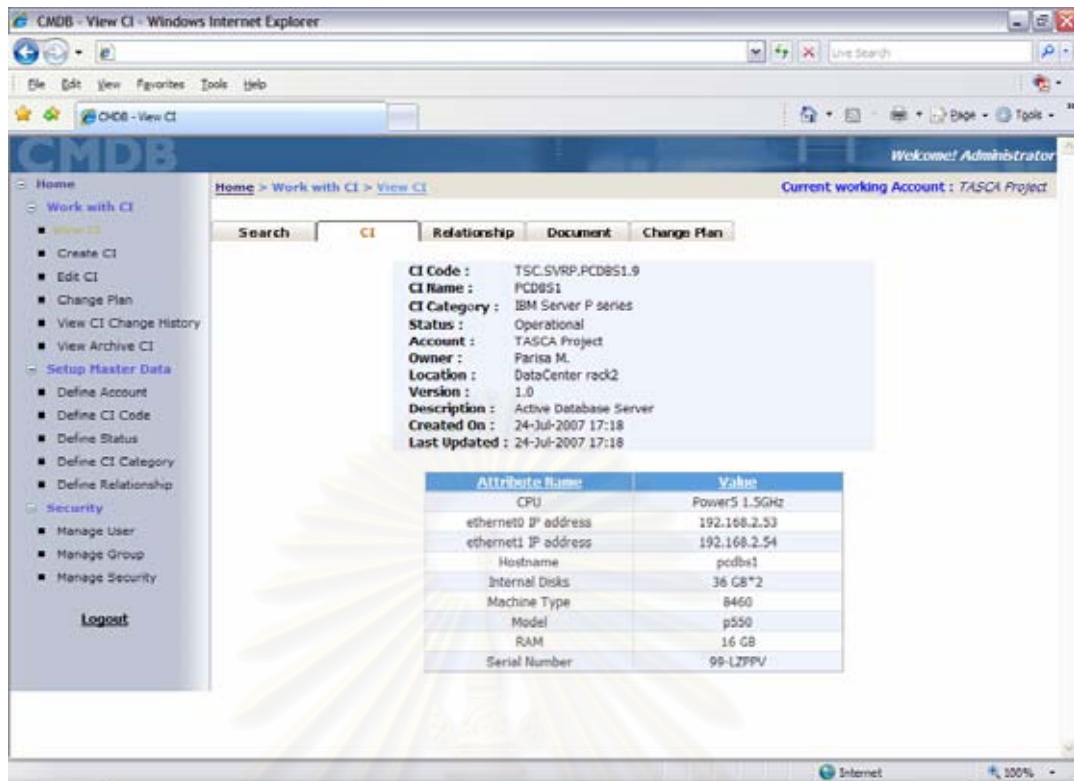 CMDB - View CI - Windows Internet Explorer
Live Search
File Edit View Favorites Tools Help
CMDB - View CI
Page Tools
CMDB
Welcome! Administrator
Home
Work with CI
View CI
Create CI
Edit CI
Change Plan
View CI Change History
View Archive CI
Setup Master Data
Define Account
Define CI Code
Define Status
Define CI Category
Define Relationship
Security
Manage User
Manage Group
Manage Security
Logout
Home > Work with CI > View CI
Current working Account : TASCA Project
Search CI Relationship Document Change Plan
CI Code : TSC.SVRP.PCDBS1.9
CI Name : PCDBS1
CI Category : IBM Server P series
Status : Operational
Account : TASCA Project
Owner : Parisa M.
Location : DataCenter rack2
Version : 1.0
Description : Active Database Server
Created On : 24-Jul-2007 17:18
Last Updated : 24-Jul-2007 17:18
Attribute Name Value
CPU Power5 1.5GHz
ethernet0 IP address 192.168.2.53
ethernet1 IP address 192.168.2.54
Hostname pcdbs1
Internal Disks 36 GB*2
Machine Type 8460
Model p550
RAM 16 GB
Serial Number 99-LZPPV
Internet 100%